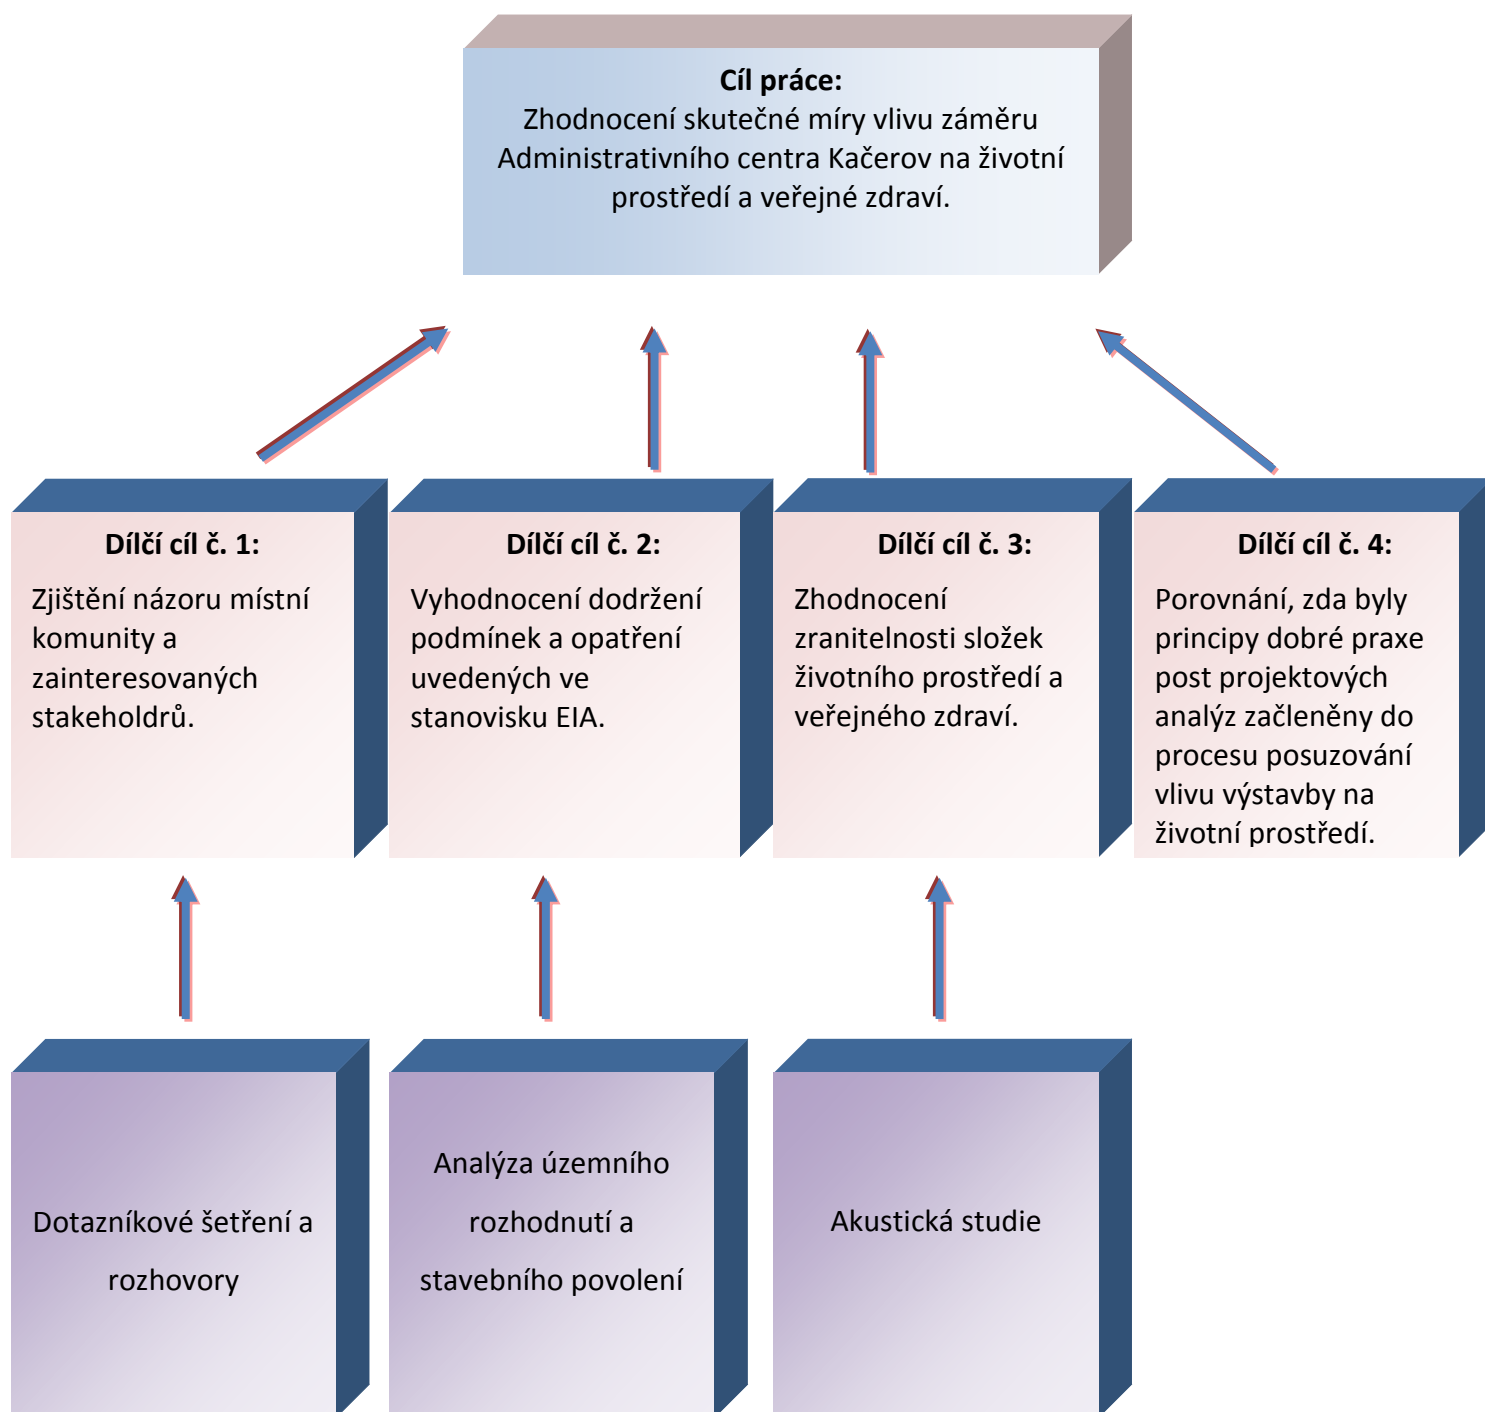 Cíl práce:
Zhodnocení skutečné míry vlivu záměru
Administrativního centra Kačerov na životní
prostředí a veřejné zdraví.
Dílčí cíl č. 1:
Zjištění názoru místní
komunity a
zainteresovaných
stakeholdrů.
Dílčí cíl č. 2:
Vyhodnocení dodržení
podmínek a opatření
uvedených ve
stanovisku EIA.
Dílčí cíl č. 3:
Zhodnocení
zranitelnosti složek
životního prostředí a
veřejného zdraví.
Dílčí cíl č. 4:
Porovnání, zda byly
principy dobré praxe
post projektových
analýz začleněny do
procesu posuzování
vlivu výstavby na
životní prostředí.
Dotazníkové šetření a
rozhovory
Analýza územního
rozhodnutí a
stavebního povolení
Akustická studie